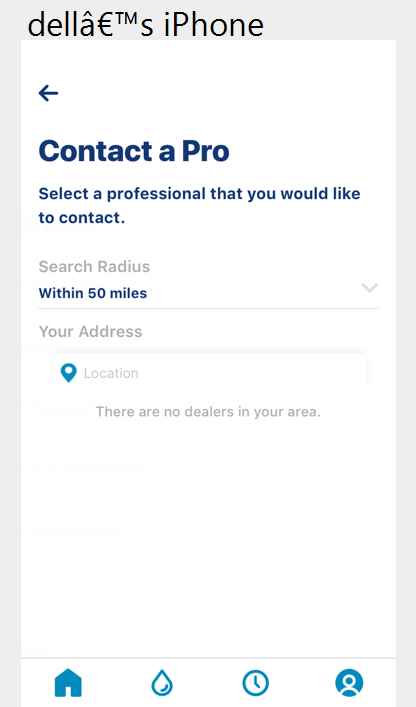 dellâ€™s iPhone
Contact a Pro
Select a professional that you would like
to contact.
Search Radius
Within 50 miles
Your Address
Location
There are no dealers in your area.